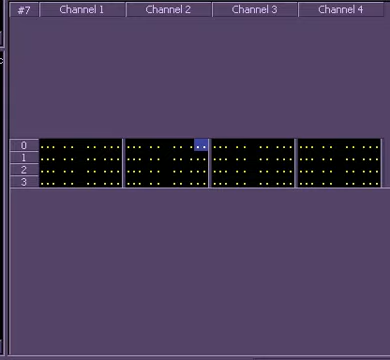 #7 Channel 1 Channel 2 Channel 3 Channel 4
0 ... .. .. ... ... .. .. ... ... .. .. ... ... .. .. ...
1 ... .. .. ... ... .. .. ... ... .. .. ... ... .. .. ...
2 ... .. .. ... ... .. .. ... ... .. .. ... ... .. .. ...
3 ... .. .. ... ... .. .. ... ... .. .. ... ... .. .. ...